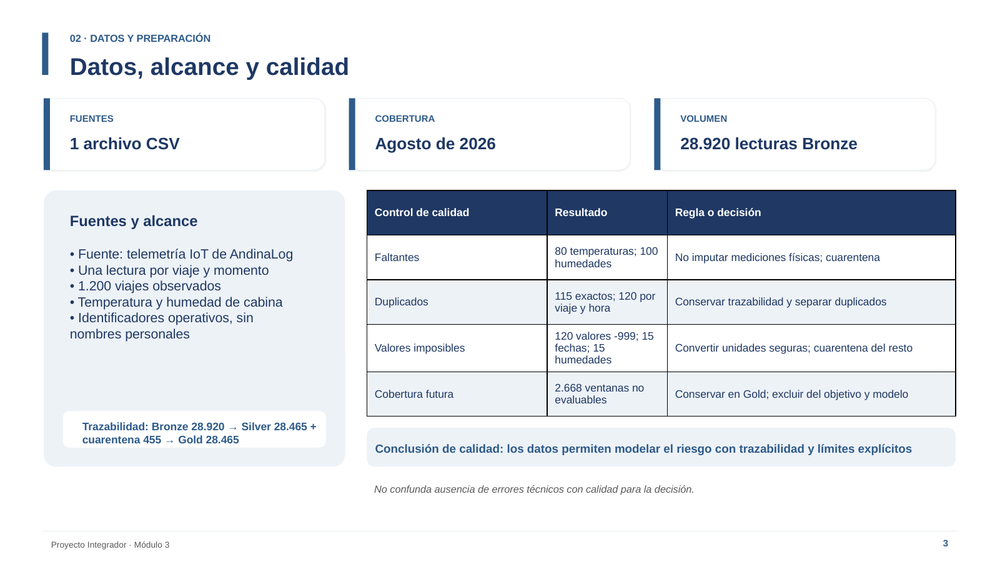 02 · DATOS Y PREPARACIÓN
Datos, alcance y calidad
FUENTES
1 archivo CSV
COBERTURA
Agosto de 2026
VOLUMEN
28.920 lecturas Bronze
Fuentes y alcance
• Fuente: telemetría IoT de AndinaLog
• Una lectura por viaje y momento
• 1.200 viajes observados
• Temperatura y humedad de cabina
• Identificadores operativos, sin
nombres personales
Trazabilidad: Bronze 28.920 → Silver 28.465 +
cuarentena 455 → Gold 28.465
Control de calidad
Resultado
Regla o decisión
Faltantes
80 temperaturas; 100
humedades
No imputar mediciones físicas; cuarentena
Duplicados
115 exactos; 120 por
viaje y hora
Conservar trazabilidad y separar duplicados
Valores imposibles
120 valores -999; 15
fechas; 15
humedades
Convertir unidades seguras; cuarentena del resto
Cobertura futura
2.668 ventanas no
evaluables
Conservar en Gold; excluir del objetivo y modelo
Conclusión de calidad: los datos permiten modelar el riesgo con trazabilidad y límites explícitos
No confunda ausencia de errores técnicos con calidad para la decisión.
Proyecto Integrador · Módulo 3
3